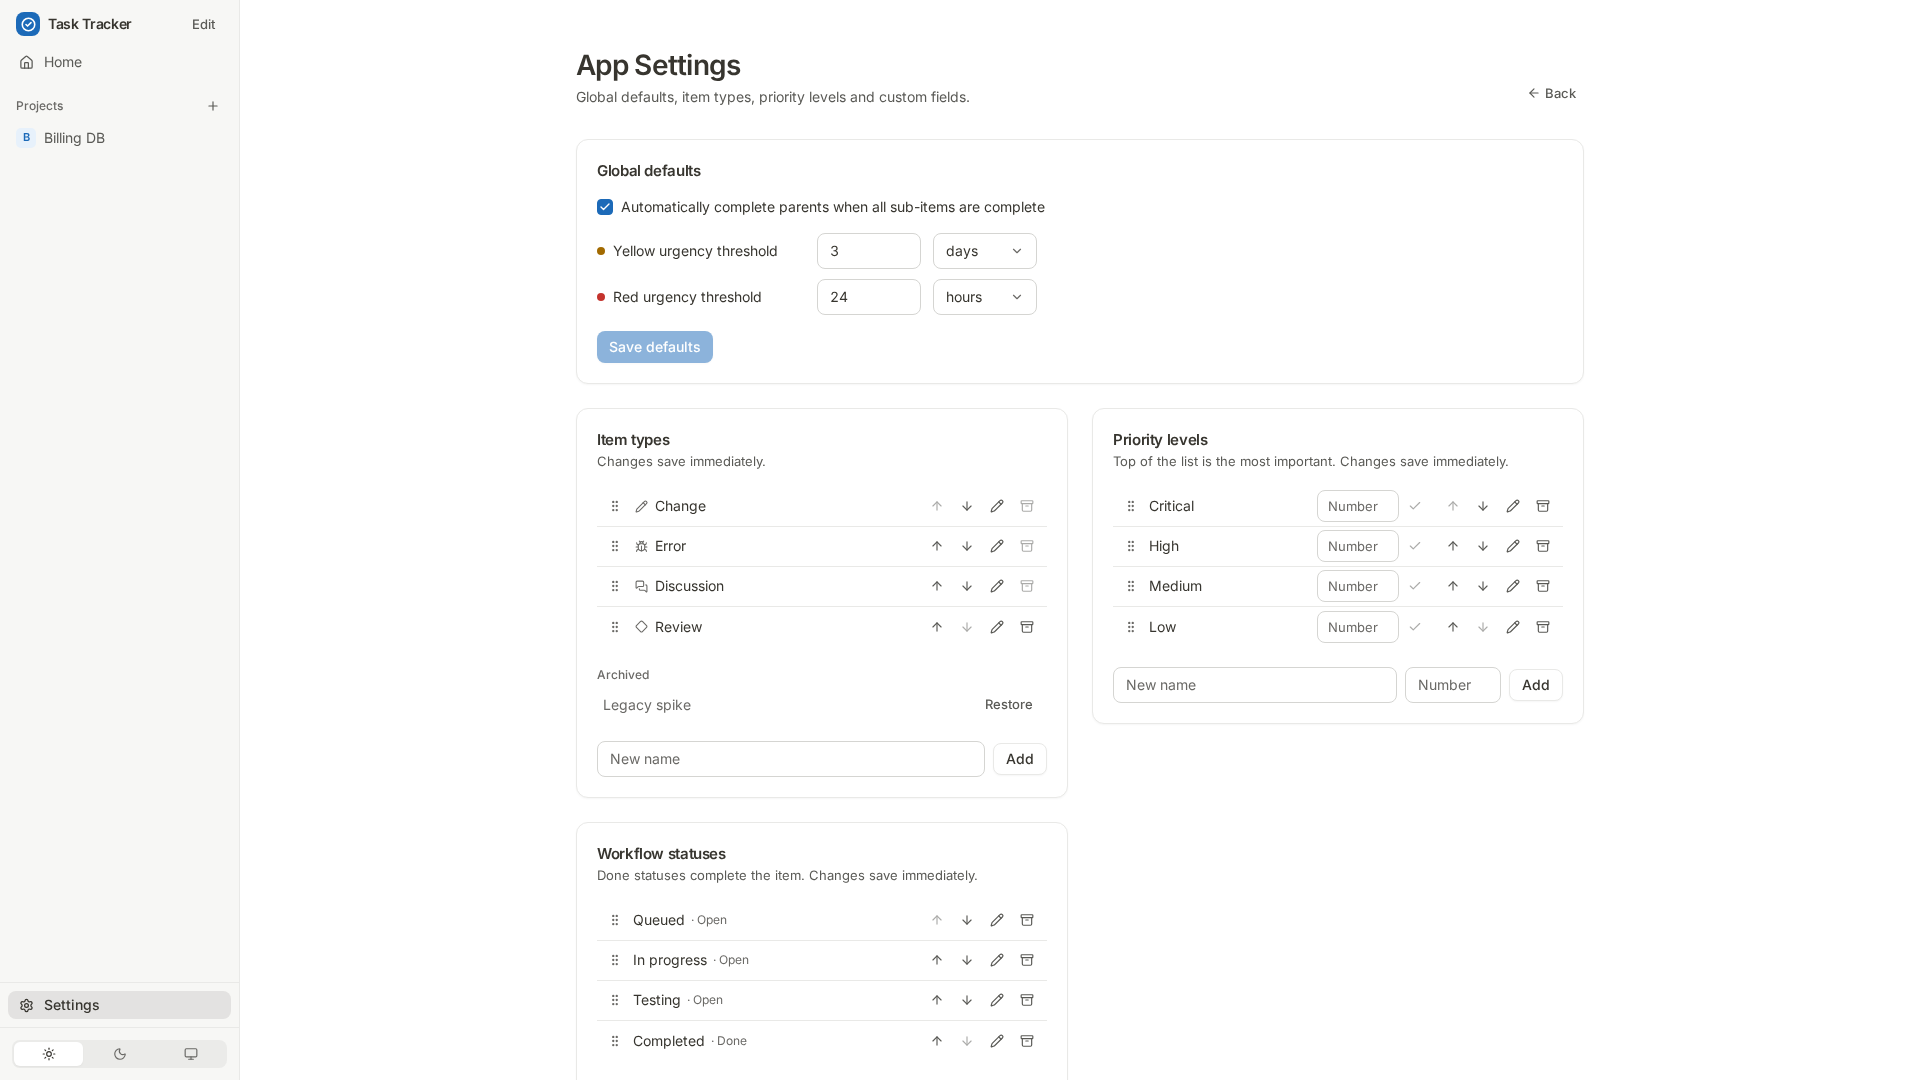 Task Tracker
Edit
Home
Projects
B
Billing DB
Settings
App Settings
Global defaults, item types, priority levels and custom fields.
Back
Global defaults
Automatically complete parents when all sub-items are complete
Yellow urgency threshold
3
days
Red urgency threshold
24
hours
Save defaults
Item types
Changes save immediately.
Change
Error
Discussion
Review
Archived
Legacy spike
Restore
New name
Add
Priority levels
Top of the list is the most important. Changes save immediately.
Critical
Number
High
Number
Medium
Number
Low
Number
New name
Number
Add
Workflow statuses
Done statuses complete the item. Changes save immediately.
Queued · Open
In progress · Open
Testing · Open
Completed · Done